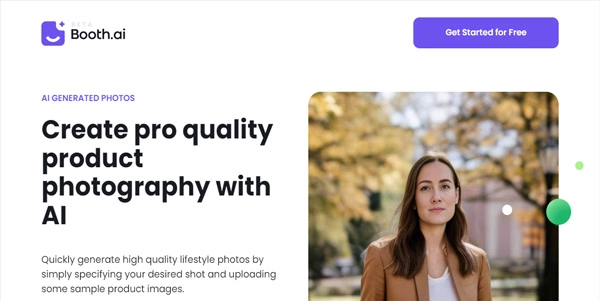 BETA
Booth.ai
Get Started for Free
AI GENERATED PHOTOS
Create pro quality
product
photography with
AI
Quickly generate high quality lifestyle photos by
simply specifying your desired shot and uploading
some sample product images.